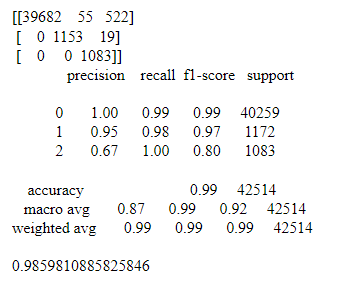 [[39682 55 522]
[ 0 1153 19]
[ 0 0 1083]]
precision recall f1-score support
0 1.00 0.99 0.99 40259
1 0.95 0.98 0.97 1172
2 0.67 1.00 0.80 1083
accuracy 0.99 42514
macro avg 0.87 0.99 0.92 42514
weighted avg 0.99 0.99 0.99 42514
0.9859810885825846